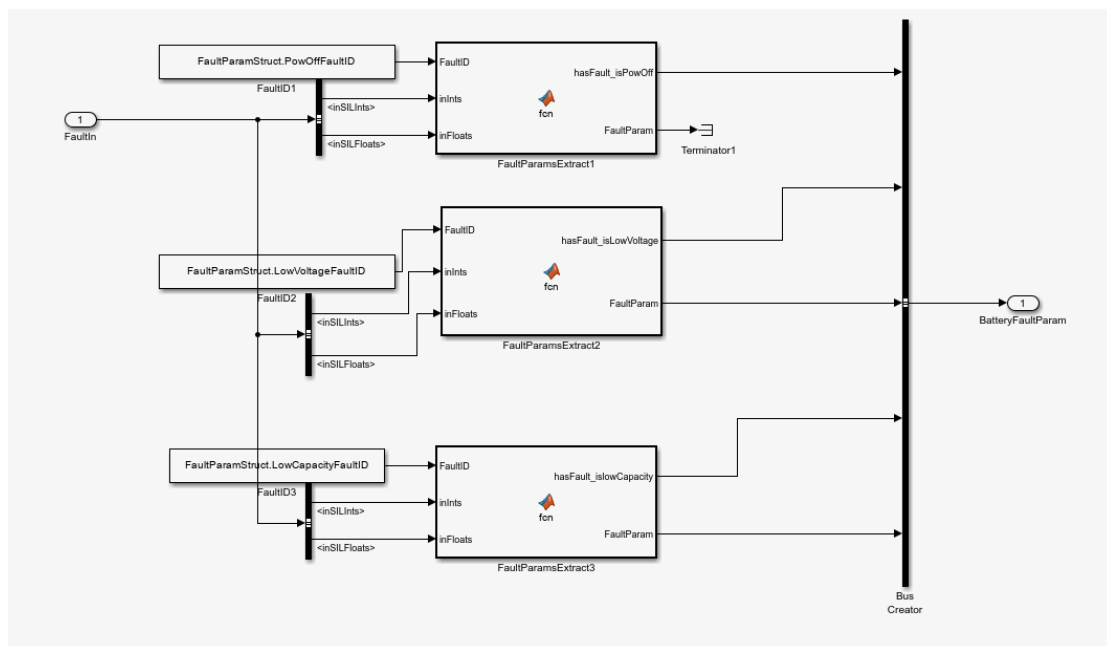 FaultParamStruct.PowOffFaultID
FaultID1
1
FaultIn
<inSILInts>
<inSILFloats>
FaultID
inInts
inFloats
fcn
hasFault_isPowOff
FaultParam
FaultParamsExtract1
Terminator1
FaultParamStruct.LowVoltageFaultID
FaultID2
<inSILInts>
<inSILFloats>
FaultID
inInts
inFloats
fcn
hasFault_isLowVoltage
FaultParam
FaultParamsExtract2
1
BatteryFaultParam
FaultParamStruct.LowCapacityFaultID
FaultID3
<inSILInts>
<inSILFloats>
FaultID
inInts
inFloats
fcn
hasFault_islowCapacity
FaultParam
FaultParamsExtract3
Bus
Creator